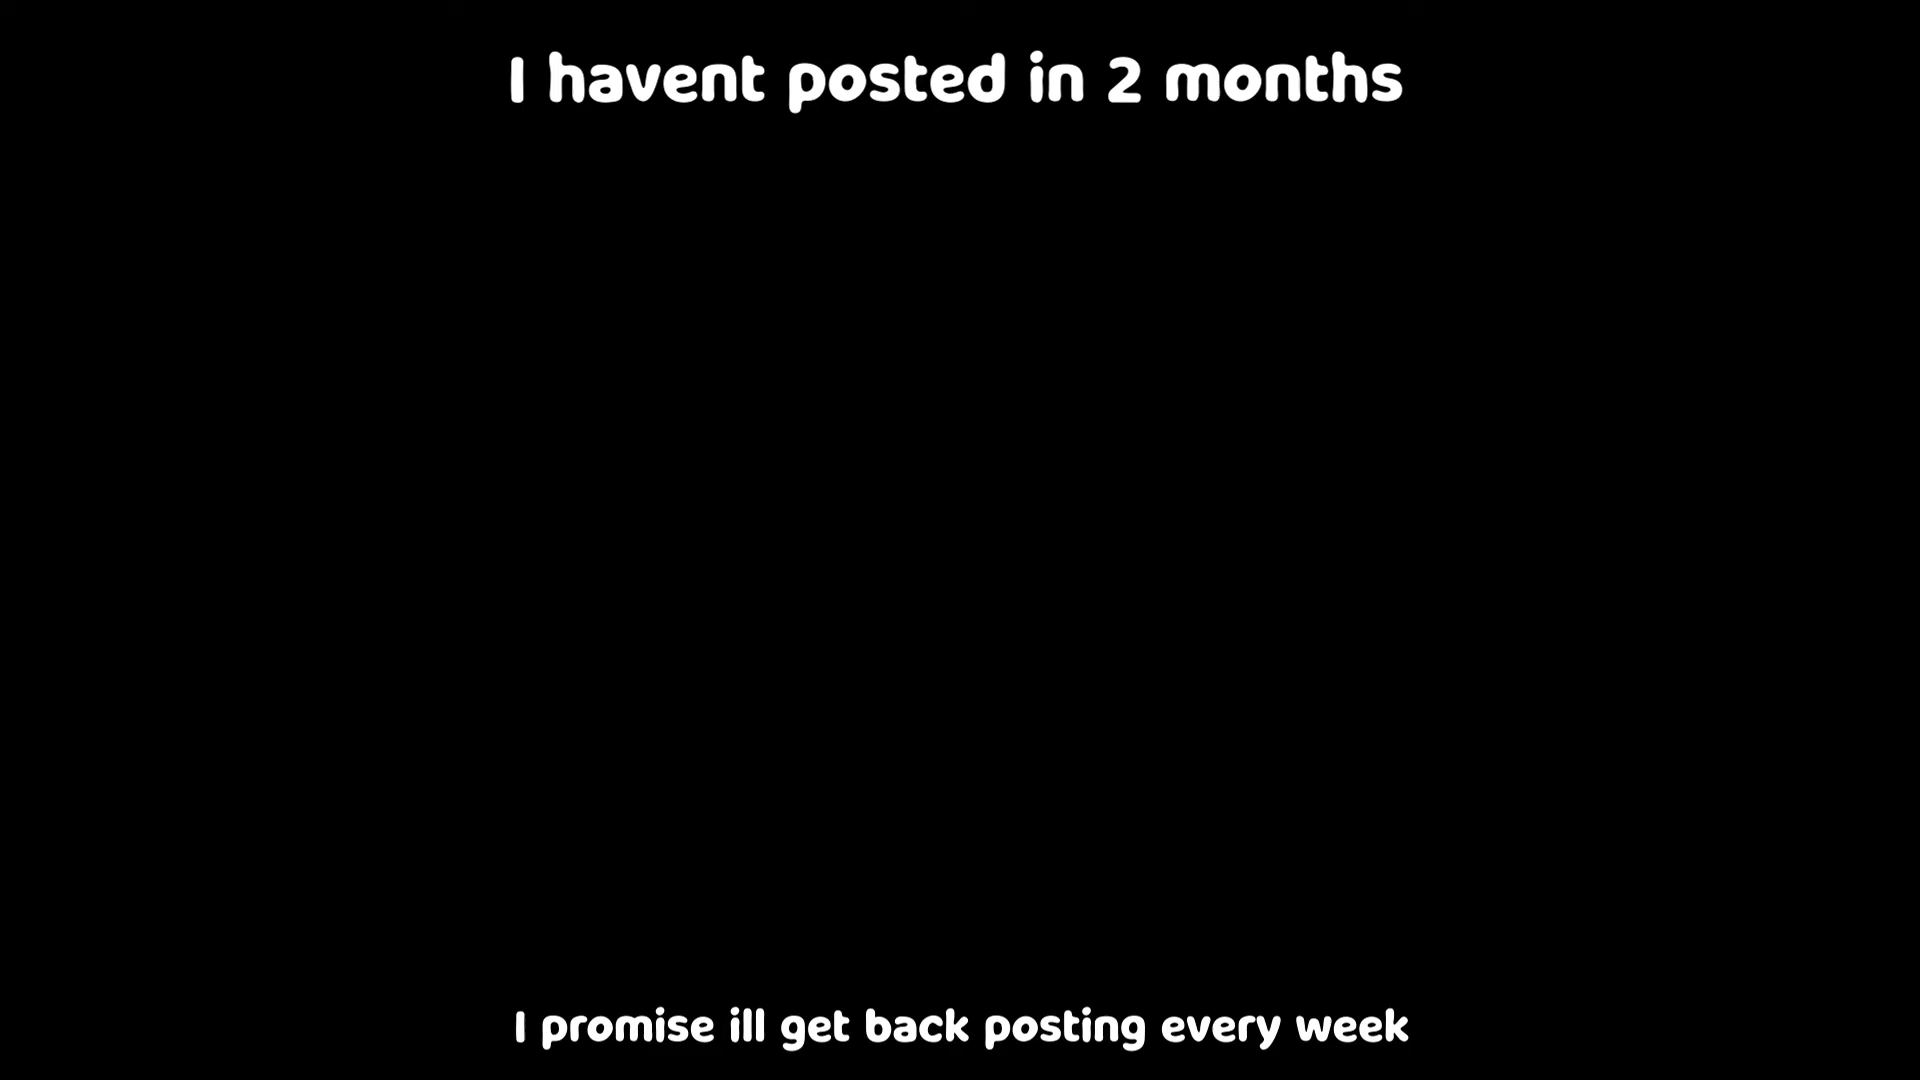 I havent posted in 2 months
I promise ill get back posting every week